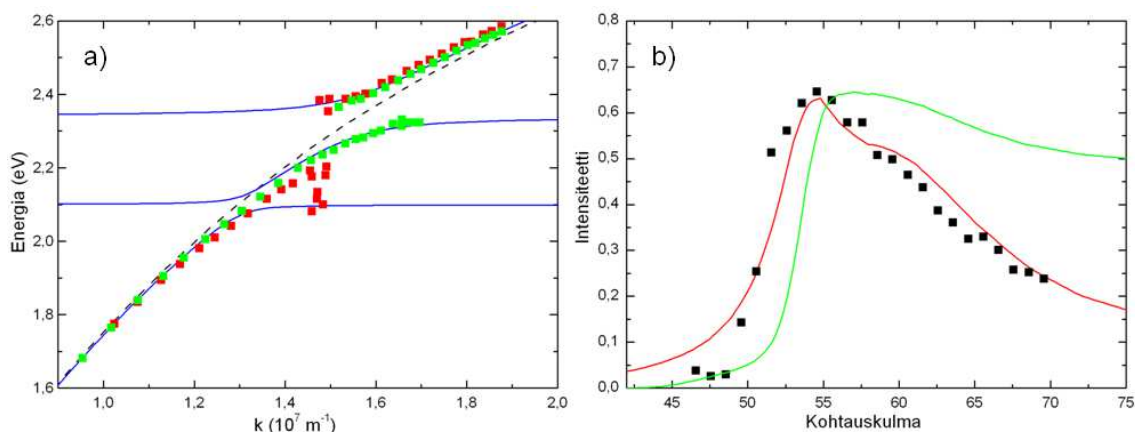 a)
Energia (eV)
2,6
2,4
2,2
2,0
1,8
1,6
1,0 1,2 1,4 1,6 1,8 2,0
k (10⁷ m⁻¹)
b)
Intensiteetti
0,8
0,7
0,6
0,5
0,4
0,3
0,2
0,1
0,0
45 50 55 60 65 70 75
Kohtauskulma